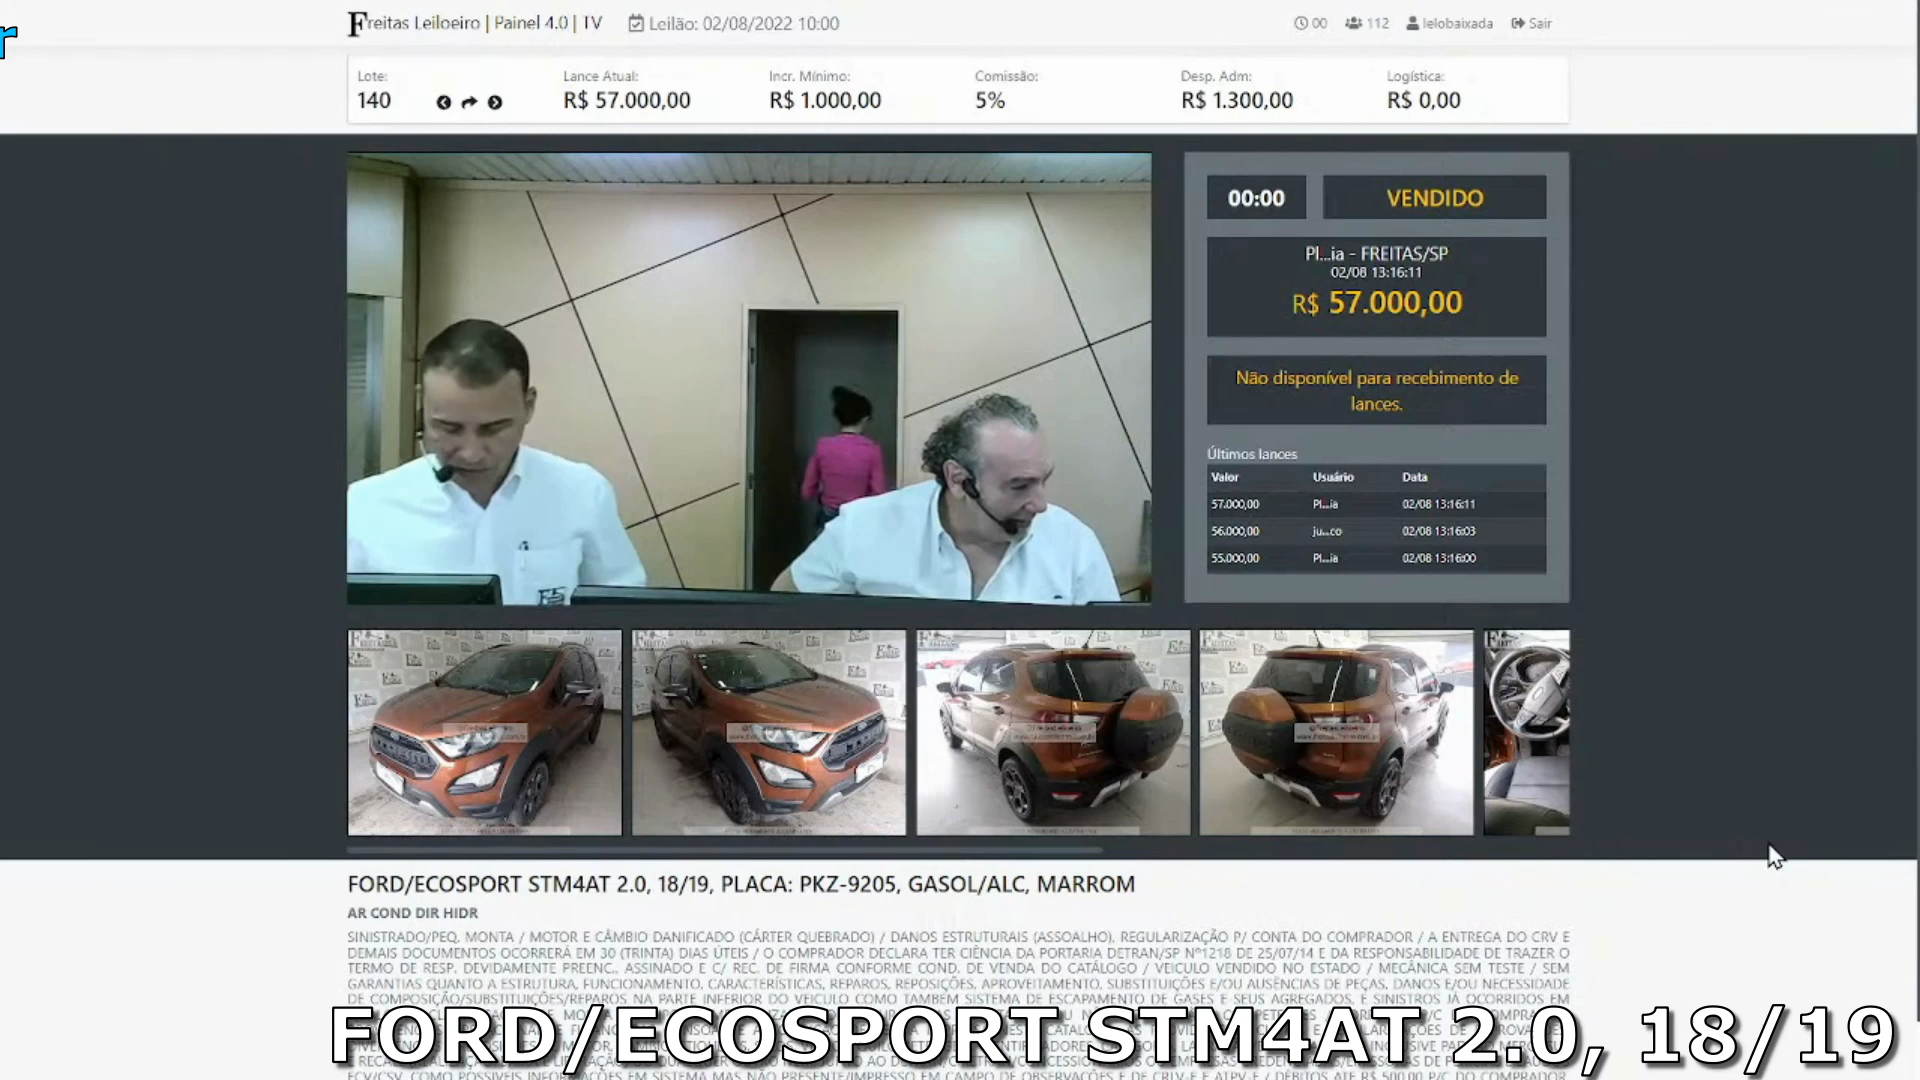 r
Freitas Leiloeiro | Painel 4.0 | TV Leilão: 02/08/2022 10:00 00 112 lelobaixada Sair
Lote: Lance Atual: Incr. Mínimo: Comissão: Desp. Adm: Logística:
140 R$ 57.000,00 R$ 1.000,00 5% R$ 1.300,00 R$ 0,00
00:00 VENDIDO
Pl...ia - FREITAS/SP
02/08 13:16:11
R$ 57.000,00
Não disponível para recebimento de
lances.
Últimos lances
Valor Usuário Data
57.000,00 Pl...ia 02/08 13:16:11
56.000,00 ju...co 02/08 13:16:03
55.000,00 Pl...ia 02/08 13:16:00
FORD/ECOSPORT STM4AT 2.0, 18/19, PLACA: PKZ-9205, GASOL/ALC, MARROM
AR COND DIR HIDR
SINISTRADO/PEQ. MONTA / MOTOR E CÂMBIO DANIFICADO (CÁRTER QUEBRADO) / DANOS ESTRUTURAIS (ASSOALHO), REGULARIZAÇÃO P/ CONTA DO COMPRADOR / A ENTREGA DO CRV E
DEMAIS DOCUMENTOS OCORRERÁ EM 30 (TRINTA) DIAS ÚTEIS / O COMPRADOR DECLARA TER CIÊNCIA DA PORTARIA DETRAN/SP Nº1218 DE 25/07/14 E DA RESPONSABILIDADE DE TRAZER O
TERMO DE RESP. DEVIDAMENTE PREENC., ASSINADO E C/ REC. DE FIRMA CONFORME COND. DE VENDA DO CATÁLOGO / VEICULO VENDIDO NO ESTADO / MECÂNICA SEM TESTE / SEM
GARANTIAS QUANTO A ESTRUTURA, FUNCIONAMENTO, CARACTERÍSTICAS, REPAROS, REPOSIÇÕES, APROVEITAMENTO, SUBSTITUIÇÕES E/OU AUSÊNCIAS DE PEÇAS, DANOS E/OU NECESSIDADE
DE COMPOSIÇÃO/SUBSTITUIÇÕES/REPAROS NA PARTE INFERIOR DO VEICULO COMO TAMBÉM SISTEMA DE ESCAPAMENTO DE GASES E SEUS AGREGADOS, E SINISTROS JÁ OCORRIDOS EM
FORD/ECOSPORT STM4AT 2.0, 18/19